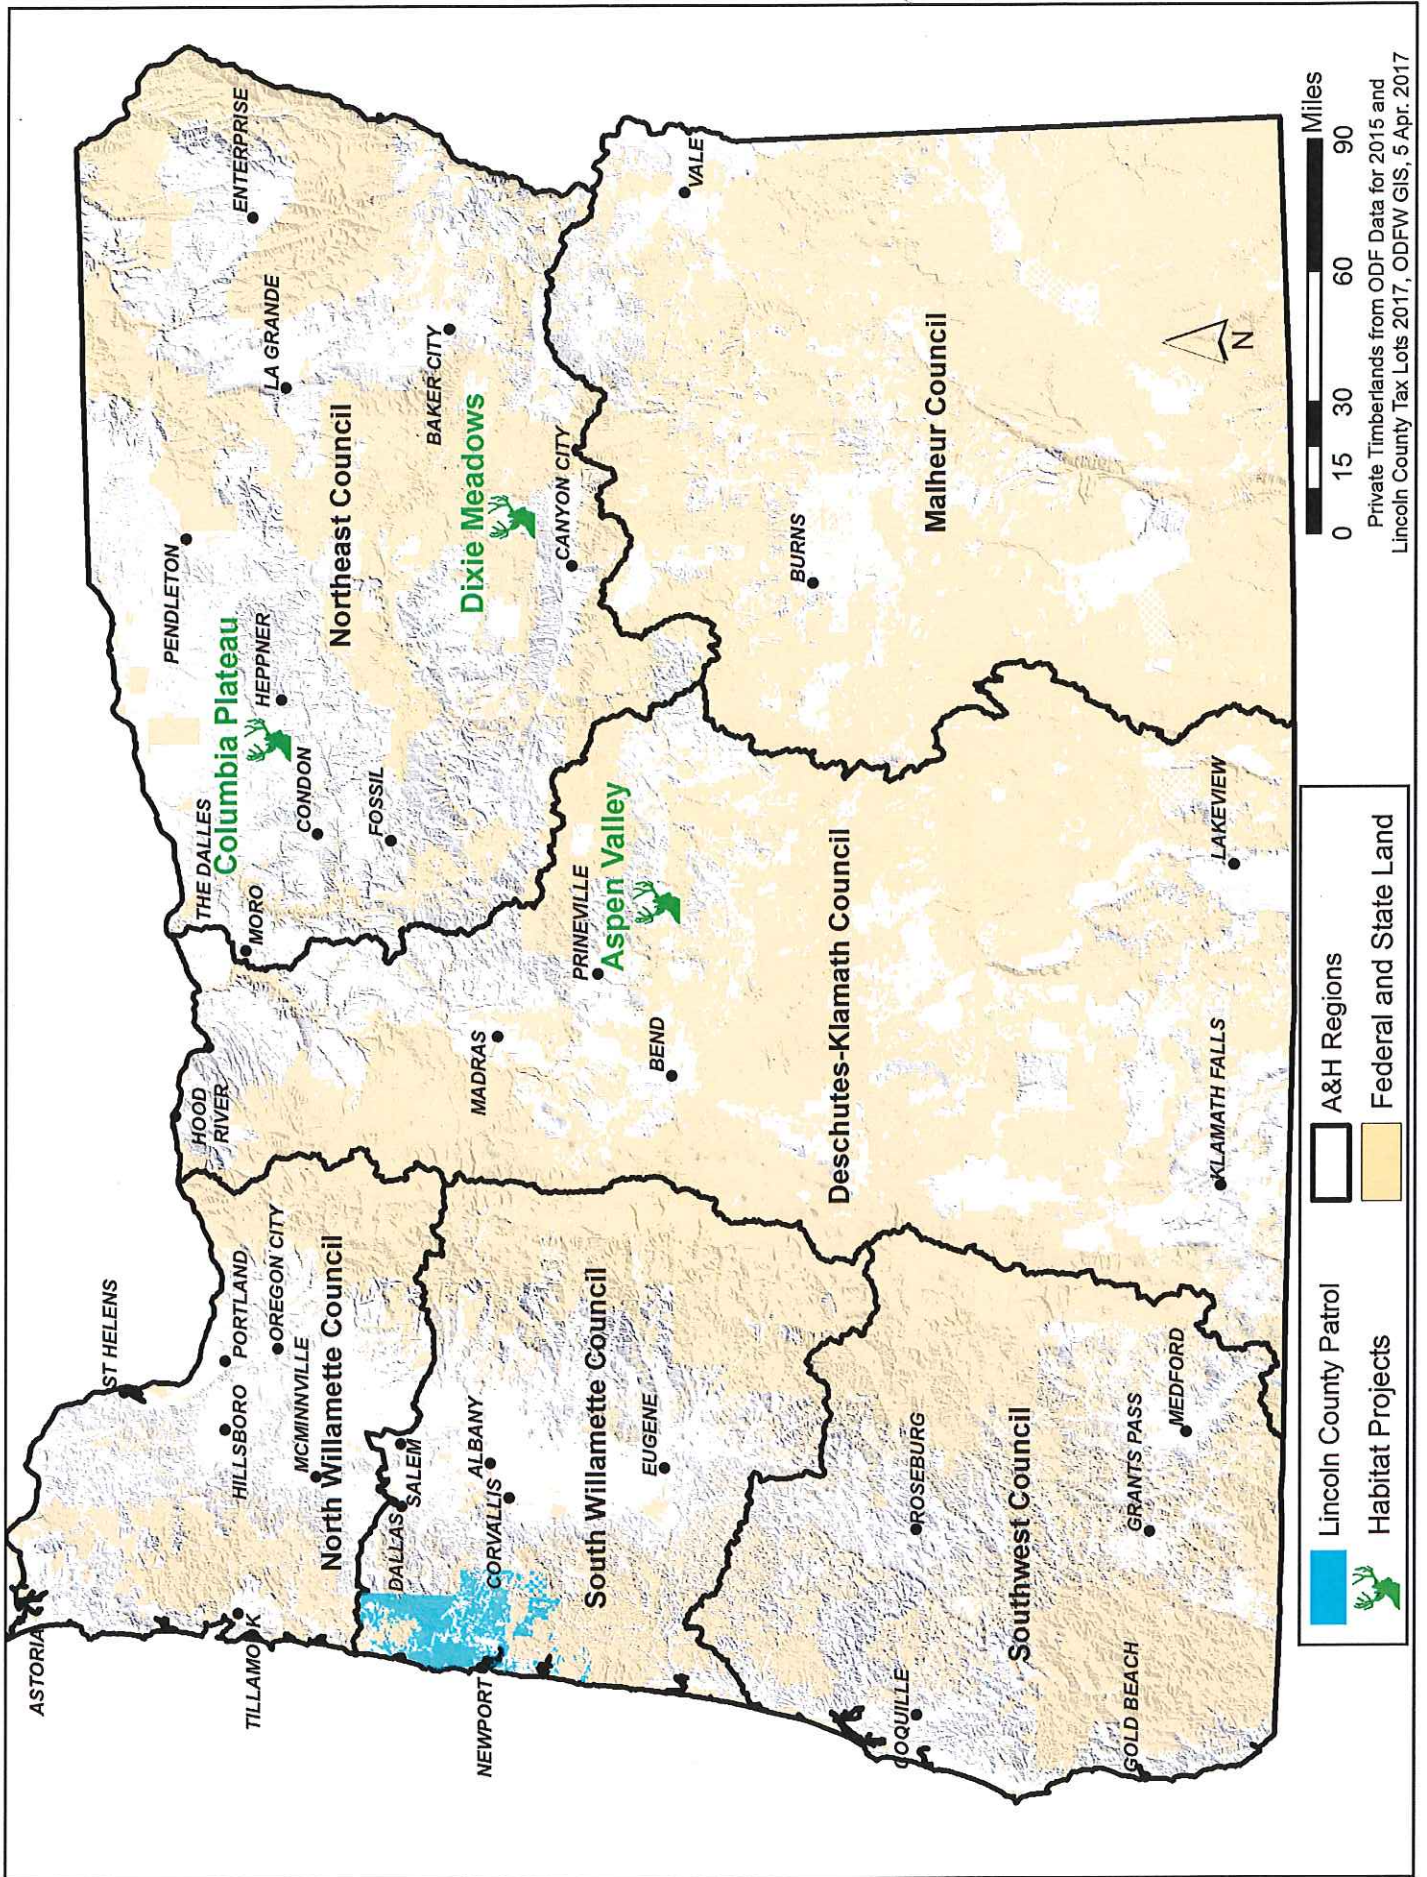 ASTORIA
ST HELENS
TILLAMOOK
HILLSBORO
PORTLAND
OREGON CITY
MCMINNVILLE
North Willamette Council
HOOD
RIVER
THE DALLES
MORO
Columbia Plateau
PENDLETON
HEPPNER
CONDON
FOSSIL
Northeast Council
LA GRANDE
ENTERPRISE
BAKER CITY
Dixie Meadows
CANYON CITY
DALLAS
SALEM
NEWPORT
CORVALLIS
ALBANY
South Willamette Council
EUGENE
MADRAS
PRINEVILLE
Aspen Valley
BEND
Deschutes-Klamath Council
VALE
BURNS
Malheur Council
COQUILLE
ROSEBURG
Southwest Council
GOLD BEACH
GRANTS PASS
MEDFORD
KLAMATH FALLS
LAKEVIEW
N
Lincoln County Patrol
Habitat Projects
A&H Regions
Federal and State Land
0 15 30 60 90
Miles
Private Timberlands from ODF Data for 2015 and
Lincoln County Tax Lots 2017, ODFW GIS, 5 Apr. 2017